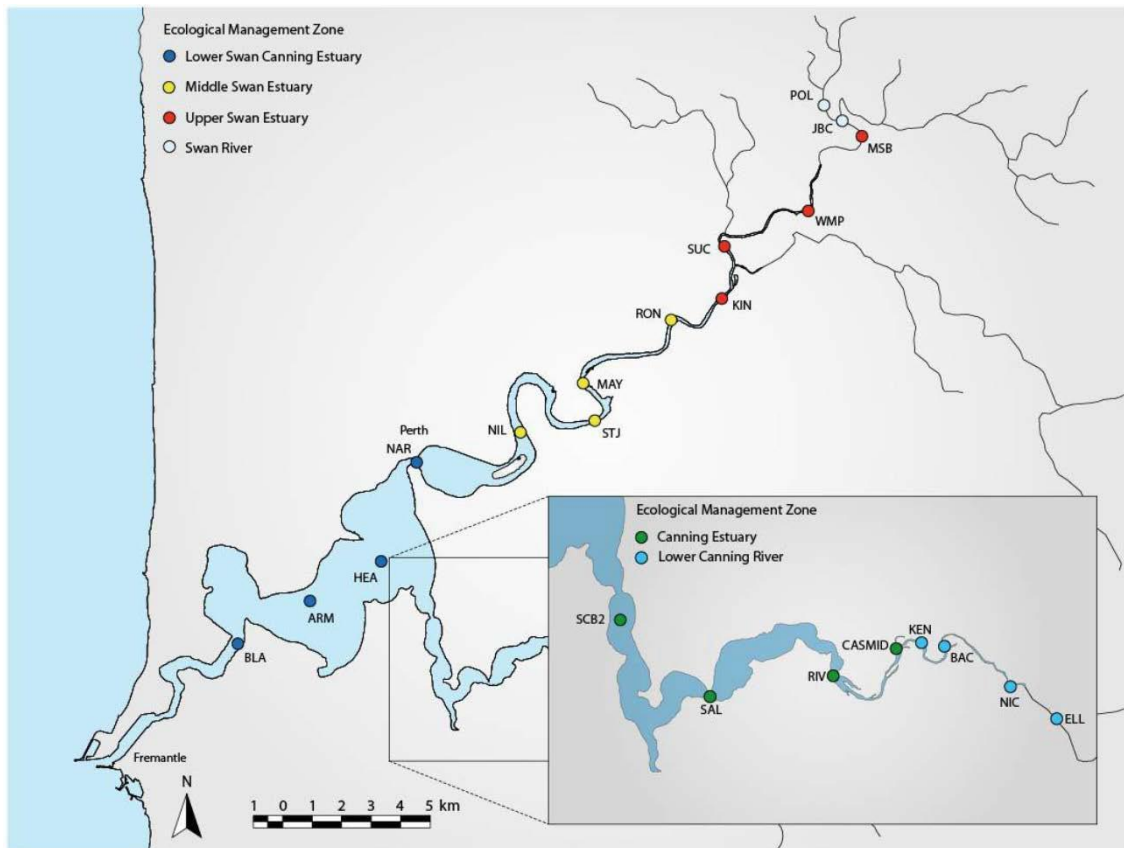 Ecological Management Zone
Lower Swan Canning Estuary
Middle Swan Estuary
Upper Swan Estuary
Swan River
POL
JBC
MSB
WMP
SUC
KIN
RON
MAY
STJ
NIL
Perth
NAR
HEA
ARM
BLA
Fremantle
N
1 0 1 2 3 4 5 km
Ecological Management Zone
Canning Estuary
Lower Canning River
SCB2
SAL
RIV
CASMID
KEN
BAC
NIC
ELL